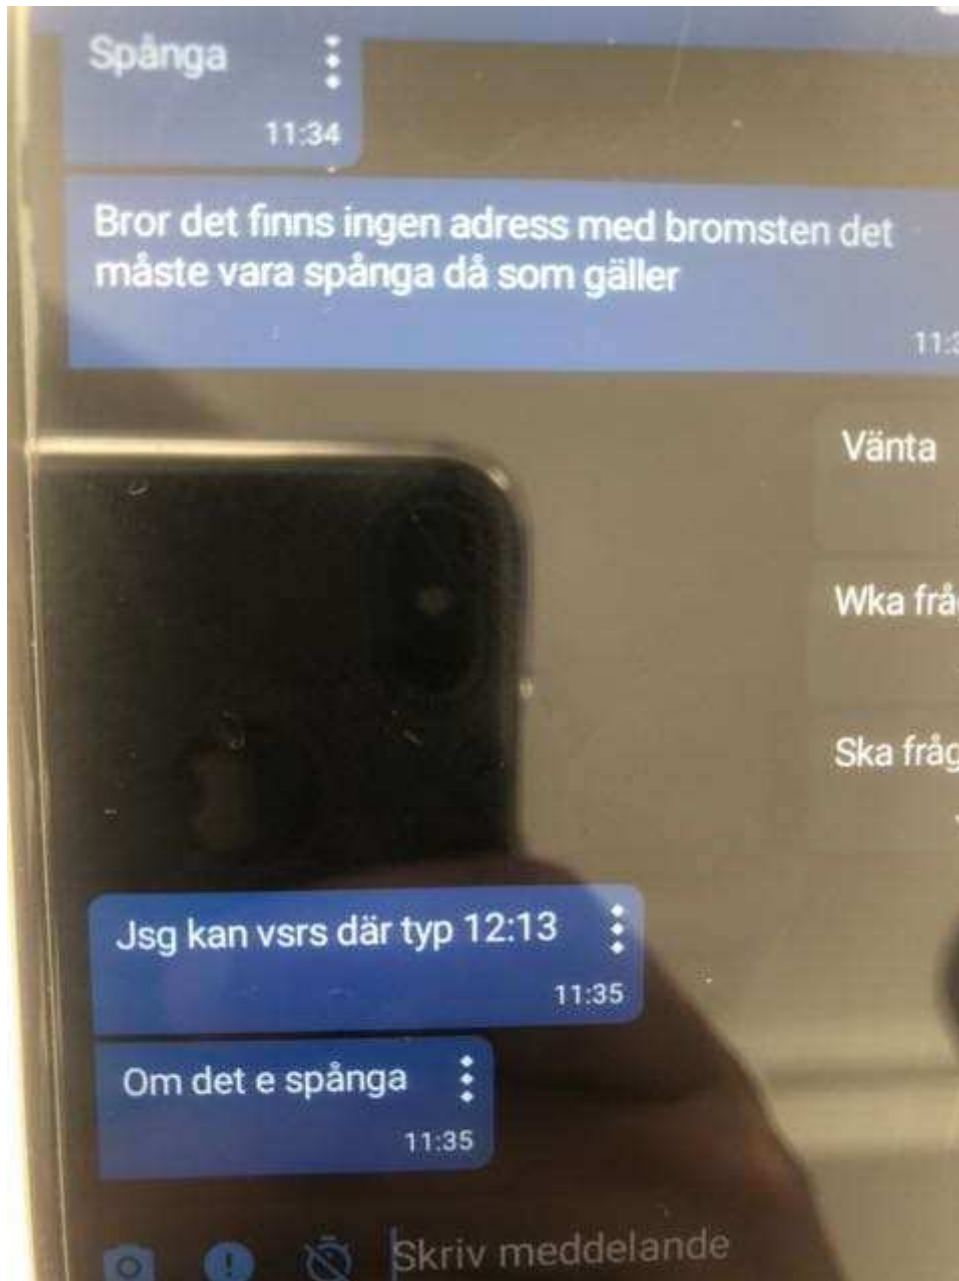 Spånga
11:34
Bror det finns ingen adress med bromsten det
måste vara spånga då som gäller
Vänta
Wka
Ska
Jsg kan vsrs där typ 12:13
11:35
Om det e spånga
11:35
Skriv meddelande